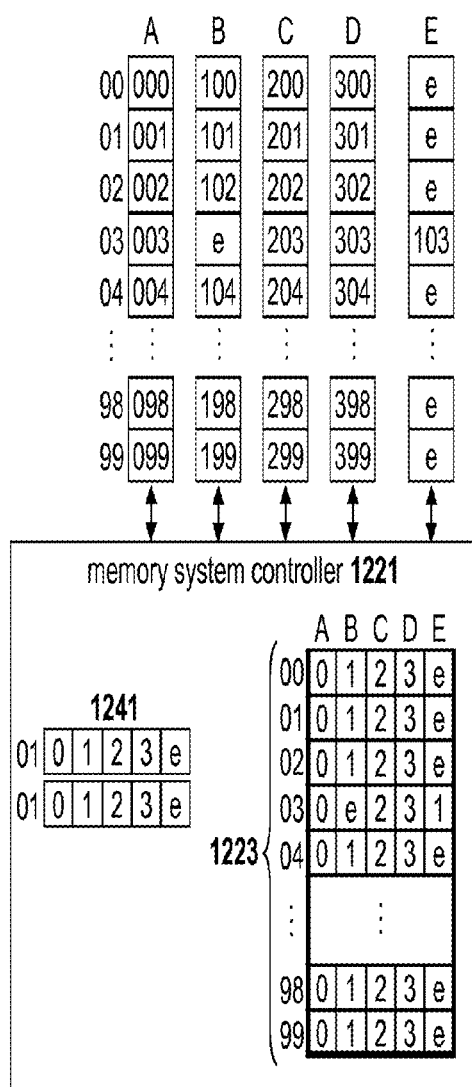 A B C D E
00 000 100 200 300 e
01 001 101 201 301 e
02 002 102 202 302 e
03 003 e 203 303 103
04 004 104 204 304 e
⋮ ⋮ ⋮ ⋮ ⋮ ⋮
98 098 198 298 398 e
99 099 199 299 399 e
memory system controller 1221
1241
01 0 1 2 3 e
01 0 1 2 3 e
1223
A B C D E
00 0 1 2 3 e
01 0 1 2 3 e
02 0 1 2 3 e
03 0 e 2 3 1
04 0 1 2 3 e
⋮ ⋮
98 0 1 2 3 e
99 0 1 2 3 e